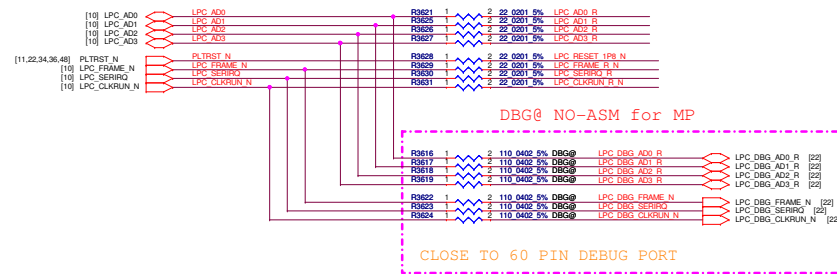 [10] LPC_AD0 LPC_AD0 R3621 1 2 22_0201_5% LPC_AD0_R
[10] LPC_AD1 LPC_AD1 R3625 1 2 22_0201_5% LPC_AD1_R
[10] LPC_AD2 LPC_AD2 R3626 1 2 22_0201_5% LPC_AD2_R
[10] LPC_AD3 LPC_AD3 R3627 1 2 22_0201_5% LPC_AD3_R
[11,22,34,36,48] PLTRST_N PLTRST_N R3628 1 2 22_0201_5% LPC_RESET_1P8_N
[10] LPC_FRAME_N LPC_FRAME_N R3629 1 2 22_0201_5% LPC_FRAME_R_N
[10] LPC_SERIRQ LPC_SERIRQ R3630 1 2 22_0201_5% LPC_SERIRQ_R
[10] LPC_CLKRUN_N LPC_CLKRUN_N R3631 1 2 22_0201_5% LPC_CLKRUN_R_N
DBG@ NO-ASM for MP
R3616 1 2 110_0402_5% DBG@ LPC_DBG_AD0_R LPC_DBG_AD0_R [22]
R3617 1 2 110_0402_5% DBG@ LPC_DBG_AD1_R LPC_DBG_AD1_R [22]
R3618 1 2 110_0402_5% DBG@ LPC_DBG_AD2_R LPC_DBG_AD2_R [22]
R3619 1 2 110_0402_5% DBG@ LPC_DBG_AD3_R LPC_DBG_AD3_R [22]
R3622 1 2 110_0402_5% DBG@ LPC_DBG_FRAME_N LPC_DBG_FRAME_N [22]
R3623 1 2 110_0402_5% DBG@ LPC_DBG_SERIRQ LPC_DBG_SERIRQ [22]
R3624 1 2 110_0402_5% DBG@ LPC_DBG_CLKRUN_N LPC_DBG_CLKRUN_N [22
CLOSE TO 60 PIN DEBUG PORT